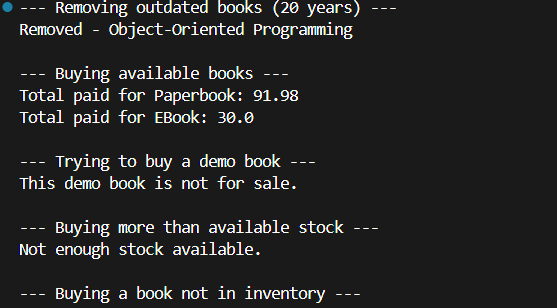 --- Removing outdated books (20 years) ---
Removed - Object-Oriented Programming
--- Buying available books ---
Total paid for Paperbook: 91.98
Total paid for EBook: 30.0
--- Trying to buy a demo book ---
This demo book is not for sale.
--- Buying more than available stock ---
Not enough stock available.
--- Buying a book not in inventory ---